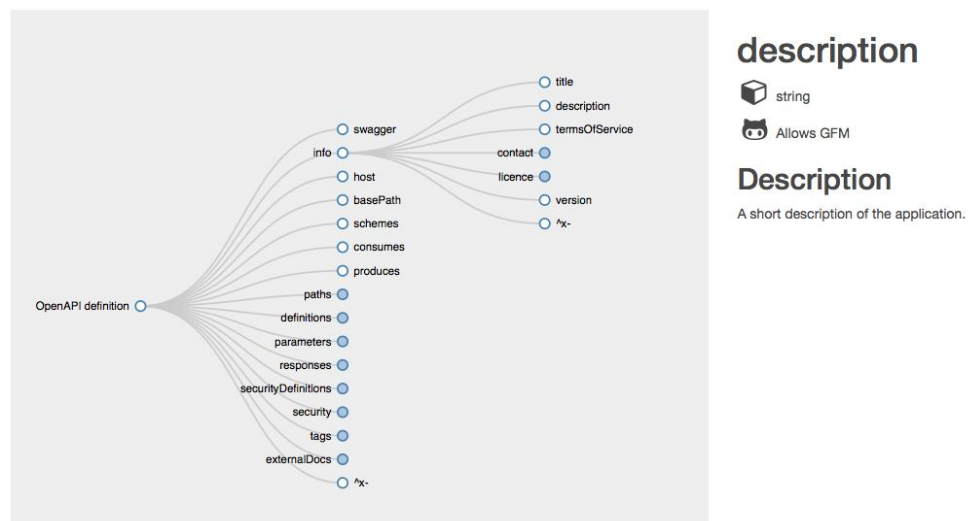 OpenAPI definition
swagger
info
host
basePath
schemes
consumes
produces
paths
definitions
parameters
responses
securityDefinitions
security
tags
externalDocs
^x-
title
description
termsOfService
contact
licence
version
^x-
description
string
Allows GFM
Description
A short description of the application.